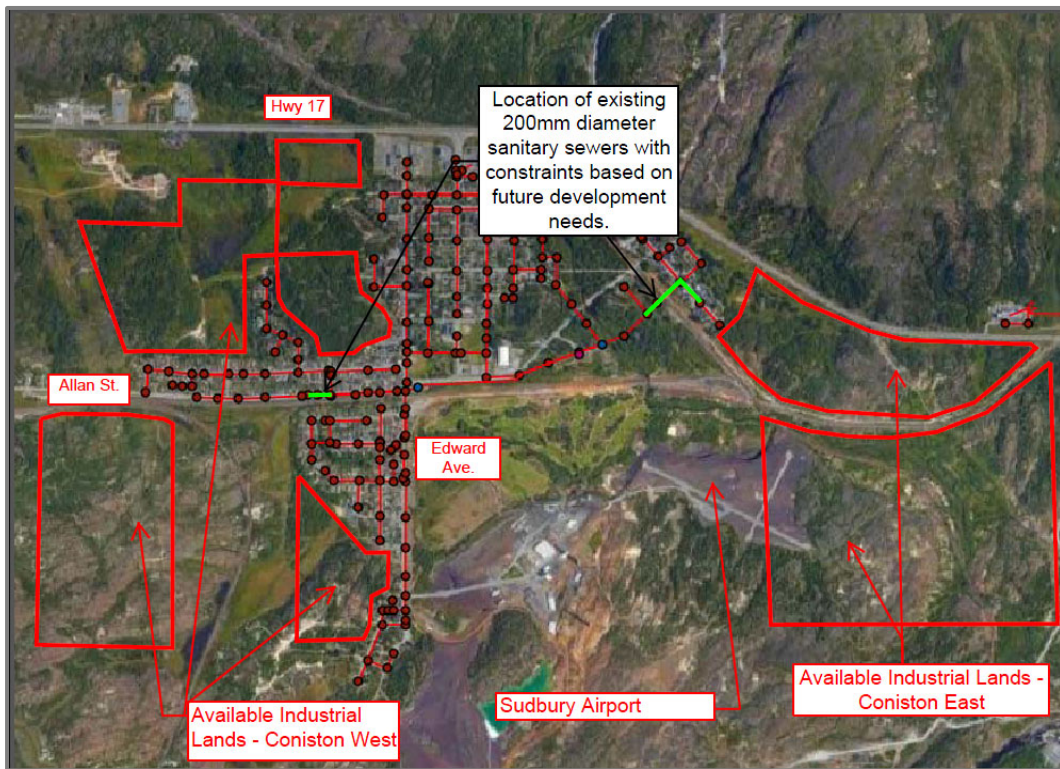 Hwy 17
Location of existing
200mm diameter
sanitary sewers with
constraints based on
future development
needs.
Allan St.
Edward
Ave.
Available Industrial
Lands - Coniston West
Sudbury Airport
Available Industrial Lands -
Coniston East